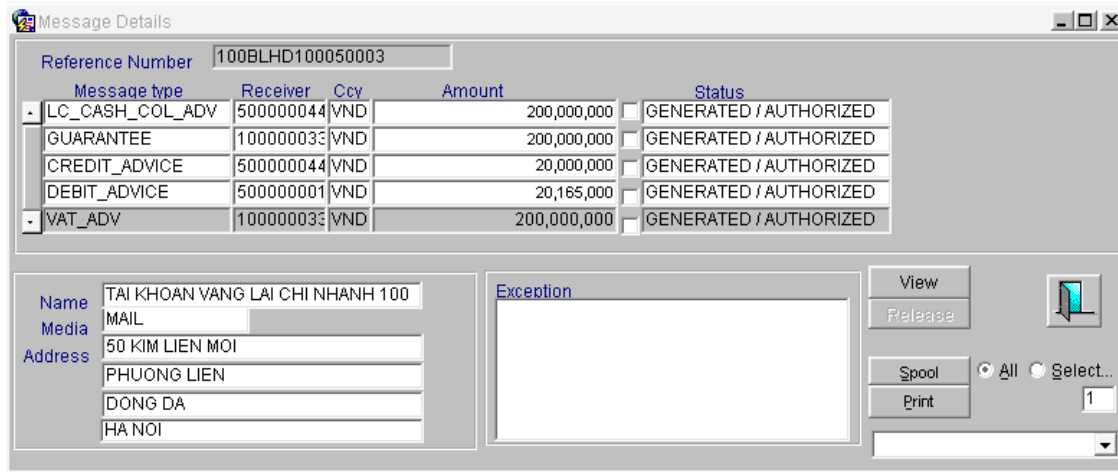 Message Details
Reference Number 100BLHD100050003
Message type Receiver Ccy Amount Status
LC_CASH_COL_ADV 500000044 VND 200,000,000 GENERATED / AUTHORIZED
GUARANTEE 100000033 VND 200,000,000 GENERATED / AUTHORIZED
CREDIT_ADVICE 500000044 VND 20,000,000 GENERATED / AUTHORIZED
DEBIT_ADVICE 500000001 VND 20,165,000 GENERATED / AUTHORIZED
VAT_ADV 100000033 VND 200,000,000 GENERATED / AUTHORIZED
Name TAI KHOAN VANG LAI CHI NHANH 100
Media MAIL
Address 50 KIM LIEN MOI
PHUONG LIEN
DONG DA
HA NOI
Exception
View
Release
Spool All Select...
Print 1